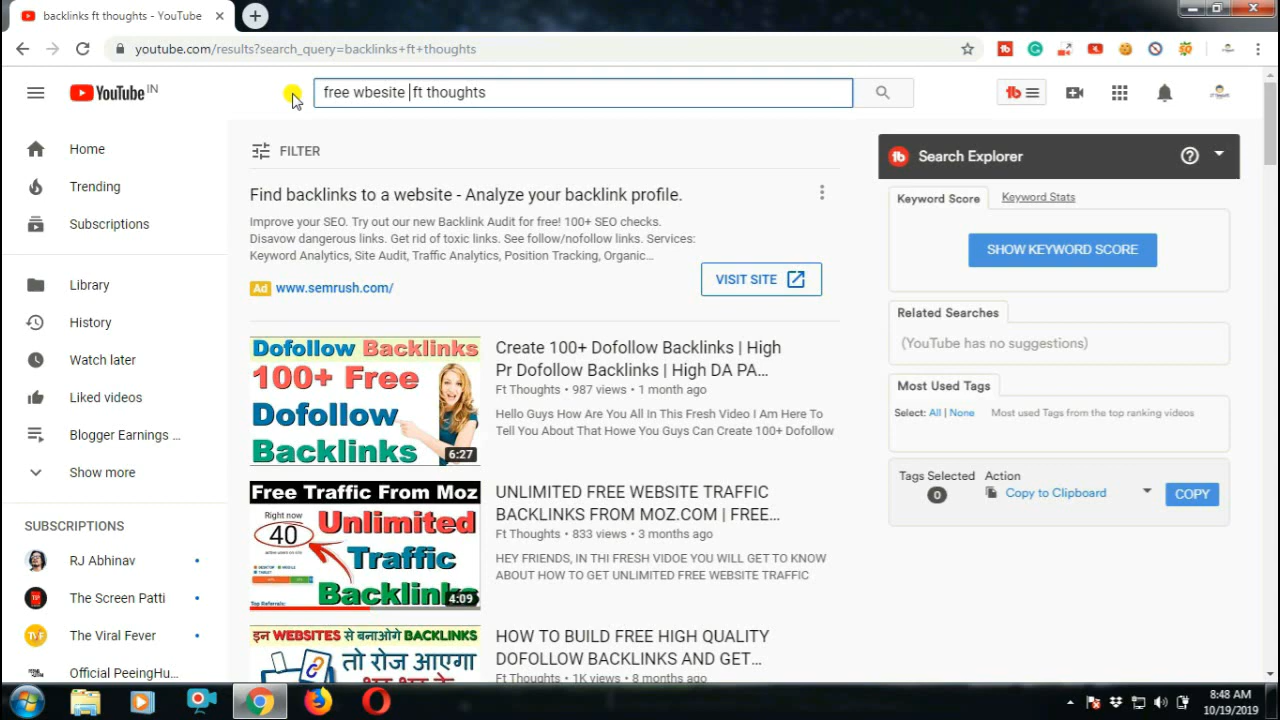 backlinks ft thoughts - YouTube
youtube.com/results?search_query=backlinks+ft+thoughts
YouTube IN
free wbesite ft thoughts
Home
Trending
Subscriptions
Library
History
Watch later
Liked videos
Blogger Earnings ...
Show more
SUBSCRIPTIONS
RJ Abhinav
The Screen Patti
The Viral Fever
Official PeeingHu...
FILTER
Find backlinks to a website - Analyze your backlink profile.
Improve your SEO. Try out our new Backlink Audit for free! 100+ SEO checks.
Disavow dangerous links. Get rid of toxic links. See follow/nofollow links. Services:
Keyword Analytics, Site Audit, Traffic Analytics, Position Tracking, Organic...
Ad www.semrush.com/
VISIT SITE
Dofollow Backlinks
100+ Free
Dofollow
Backlinks
6:27
Create 100+ Dofollow Backlinks | High
Pr Dofollow Backlinks | High DA PA...
Ft Thoughts • 987 views • 1 month ago
Hello Guys How Are You All In This Fresh Video I Am Here To
Tell You About That Howe You Guys Can Create 100+ Dofollow
Free Traffic From Moz
Right now
40
Unlimited
Traffic
Backlinks
Top Referrals:
4:09
UNLIMITED FREE WEBSITE TRAFFIC
BACKLINKS FROM MOZ.COM | FREE...
Ft Thoughts • 833 views • 3 months ago
HEY FRIENDS, IN THI FRESH VIDOE YOU WILL GET TO KNOW
ABOUT HOW TO GET UNLIMITED FREE WEBSITE TRAFFIC
इन WEBSITES से बनाओगे BACKLINKS
तो रोज आएगा
HOW TO BUILD FREE HIGH QUALITY
DOFOLLOW BACKLINKS AND GET...
Ft Thoughts • 1K views • 8 months ago
Search Explorer
Keyword Score
Keyword Stats
SHOW KEYWORD SCORE
Related Searches
(YouTube has no suggestions)
Most Used Tags
Select: All | None Most used Tags from the top ranking videos
Tags Selected
0
Action
Copy to Clipboard
COPY
8:48 AM
10/19/2019